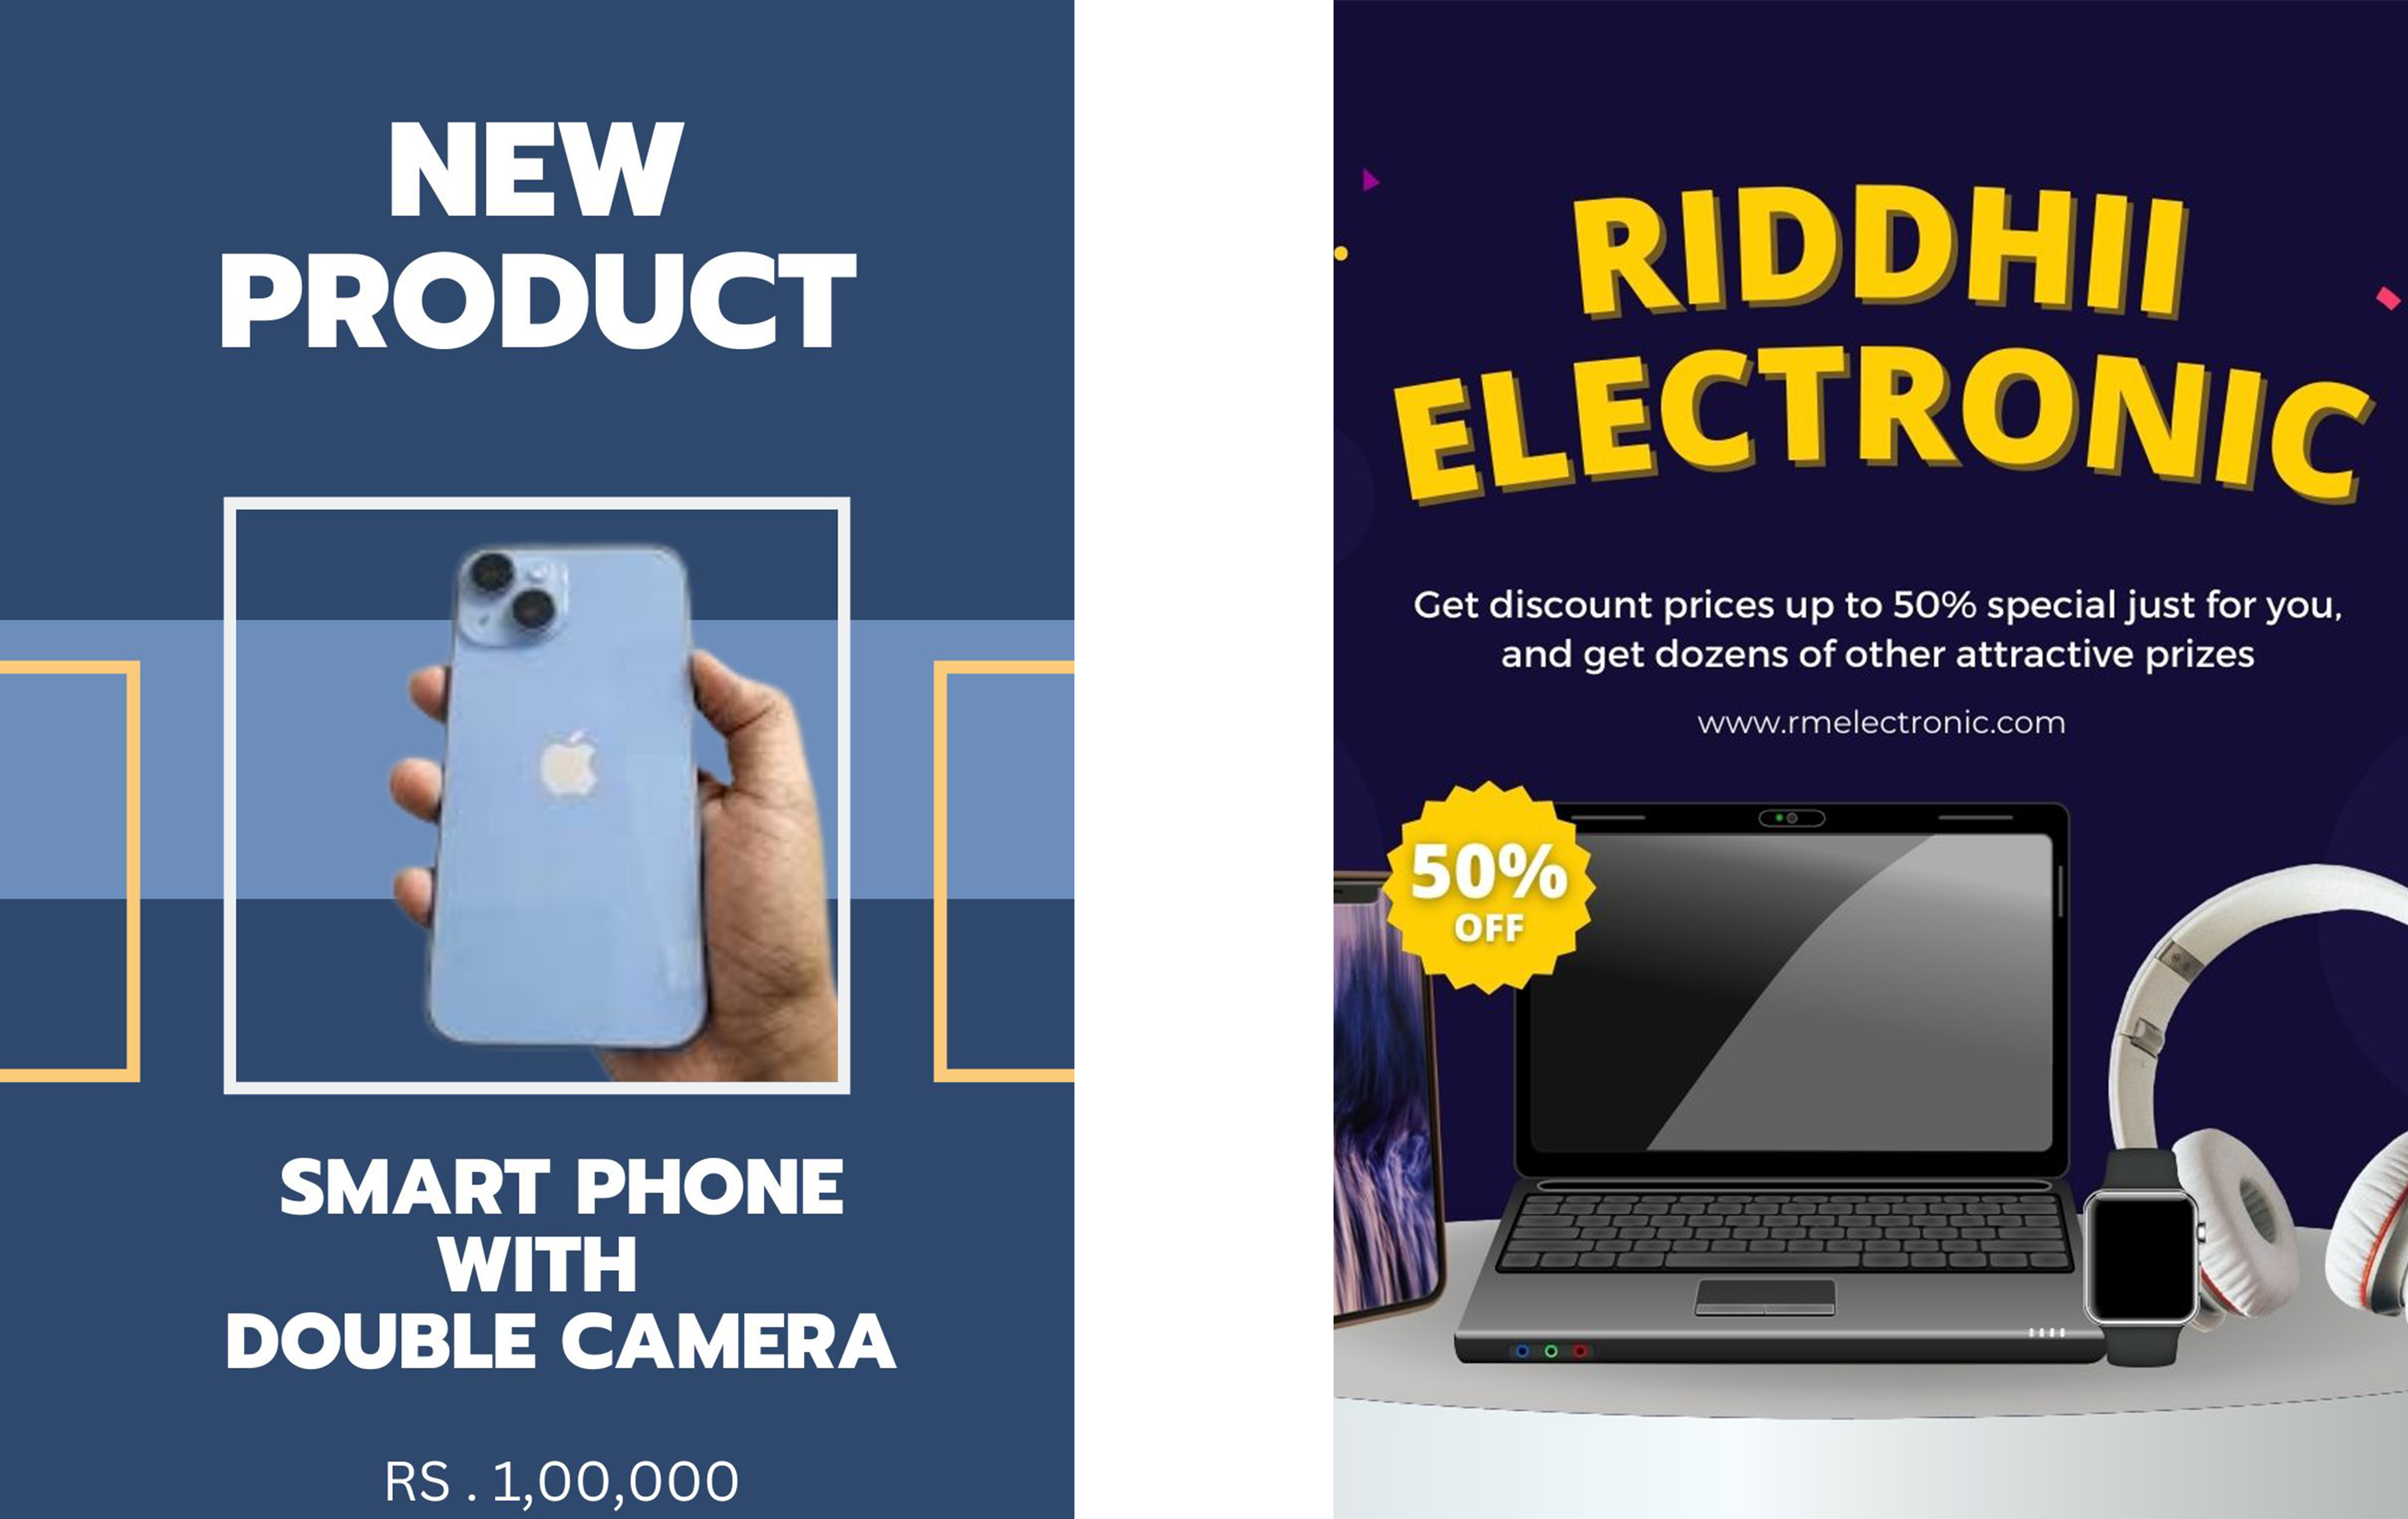 NEW
PRODUCT
SMART PHONE
WITH
DOUBLE CAMERA
RS . 1,00,000
RIDDHII
ELECTRONIC
Get discount prices up to 50% special just for you,
and get dozens of other attractive prizes
www.rmelectronic.com
50%
OFF